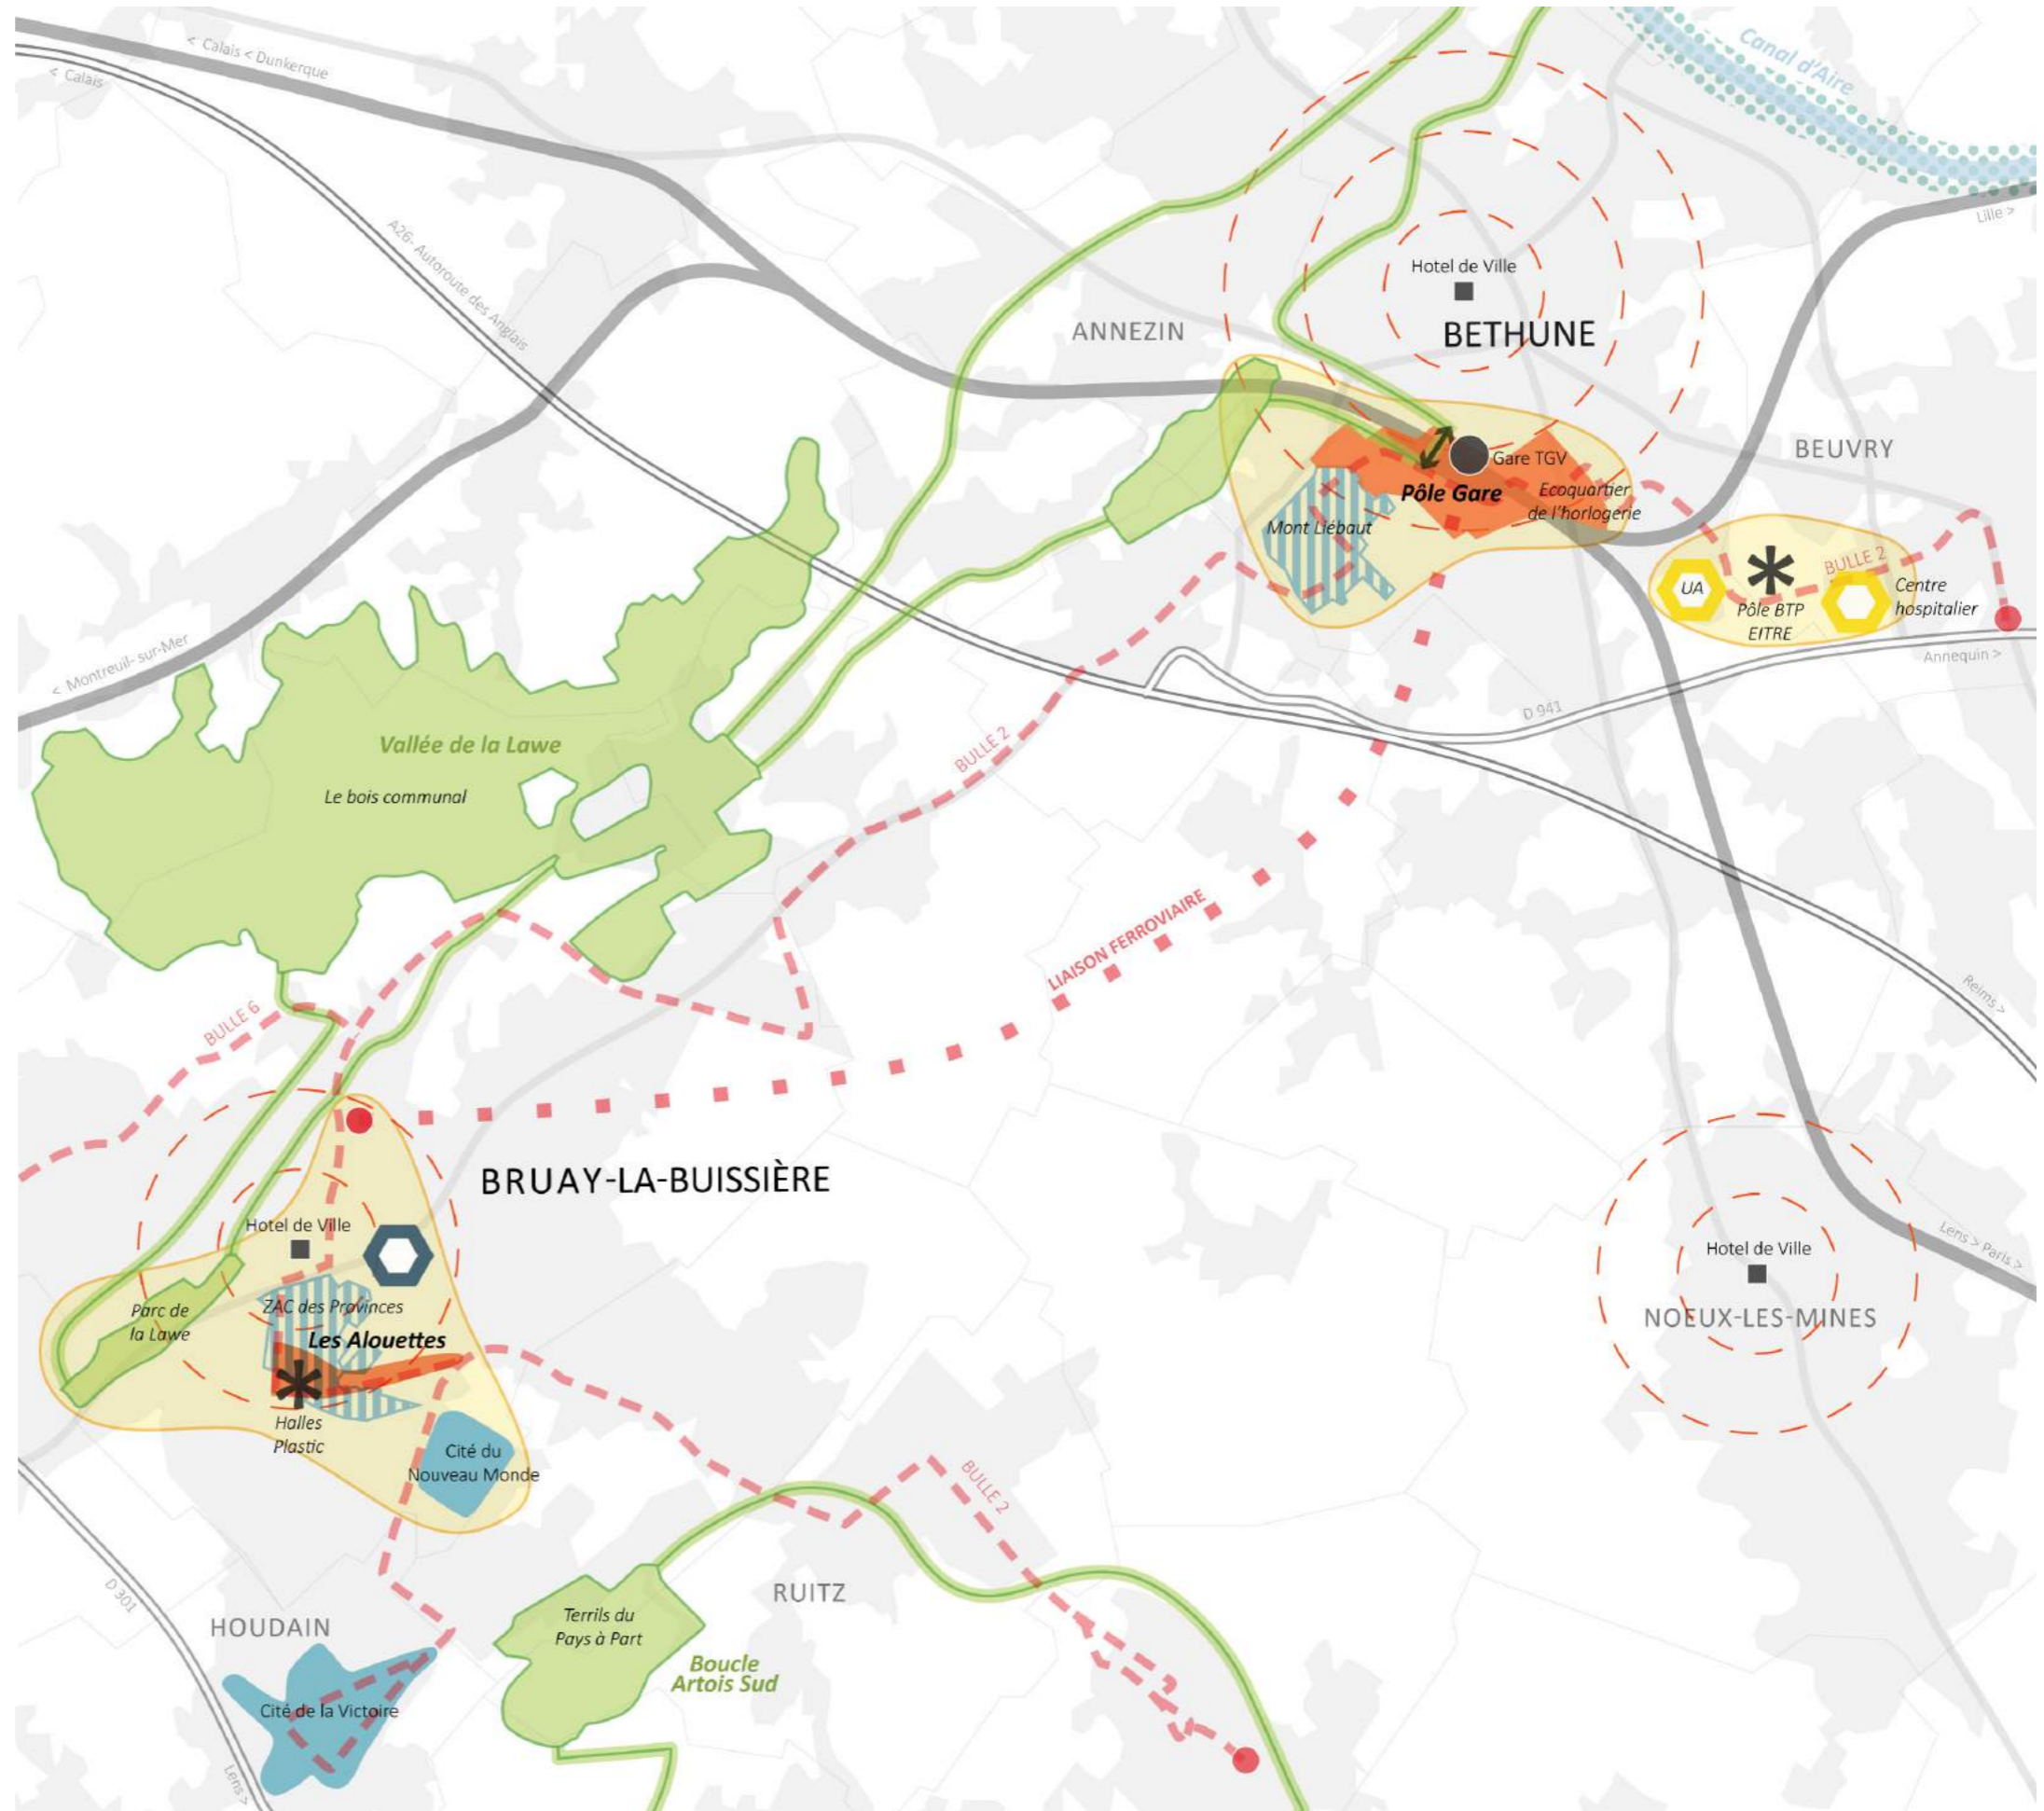 < Calais < Dunkerque
< Calais
Canal d'Aire
Lille >
A26- Autoroute des Anglais
Hotel de Ville
ANNEZIN
BETHUNE
BEUVRY
Gare TGV
Pôle Gare
Ecoquartier
de l'horlogerie
Mont Liébaut
BULLE 2
UA
Pôle BTP
EITRE
Centre
hospitalier
Annequin >
< Montreuil-sur-Mer
D 941
Vallée de la Lawe
BULLE 2
Le bois communal
LIAISON FERROVIAIRE
Reims >
BULLE 6
BRUAY-LA-BUISSIÈRE
Hotel de Ville
Hotel de Ville
Lens > Paris >
Parc de
la Lawe
ZAC des Provinces
Les Alouettes
NOEUX-LES-MINES
Halles
Plastic
Cité du
Nouveau Monde
BULLE 2
D 301
RUITZ
HOUDAIN
Terrils du
Pays à Part
Boucle
Artois Sud
Cité de la Victoire
Lens >